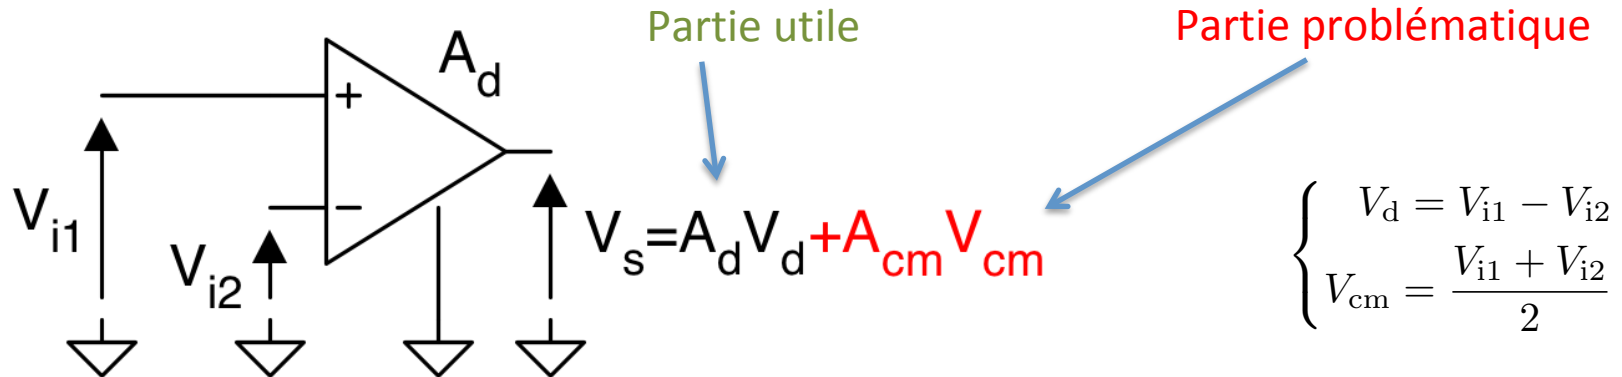 Partie utile
Partie problématique
A_d
+
−
V_i1
V_i2
V_s=A_dV_d+A_cmV_cm
V_d = V_i1 − V_i2
V_cm = (V_i1 + V_i2)/2